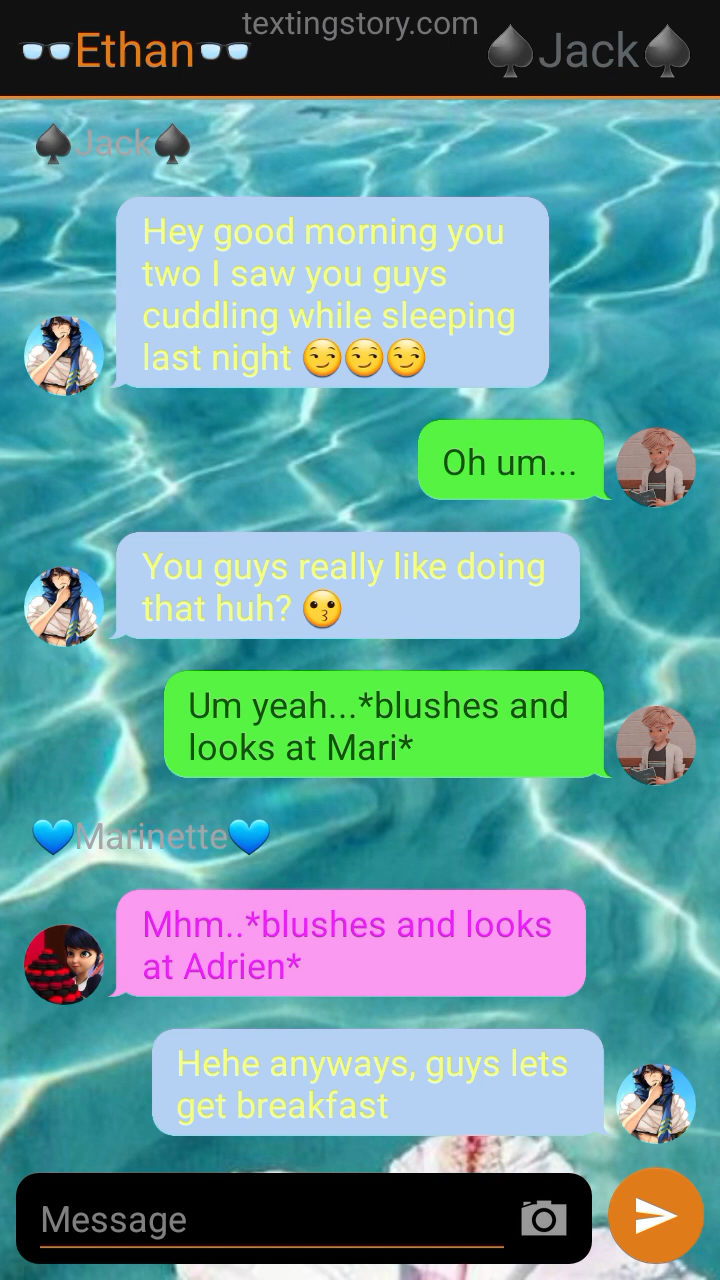 textingstory.com
👓Ethan👓
♠Jack♠
♠Jack♠
Hey good morning you
two I saw you guys
cuddling while sleeping
last night 😏😏😏
Oh um...
You guys really like doing
that huh? 😗
Um yeah...*blushes and
looks at Mari*
💙Marinette💙
Mhm..*blushes and looks
at Adrien*
Hehe anyways, guys lets
get breakfast
Message